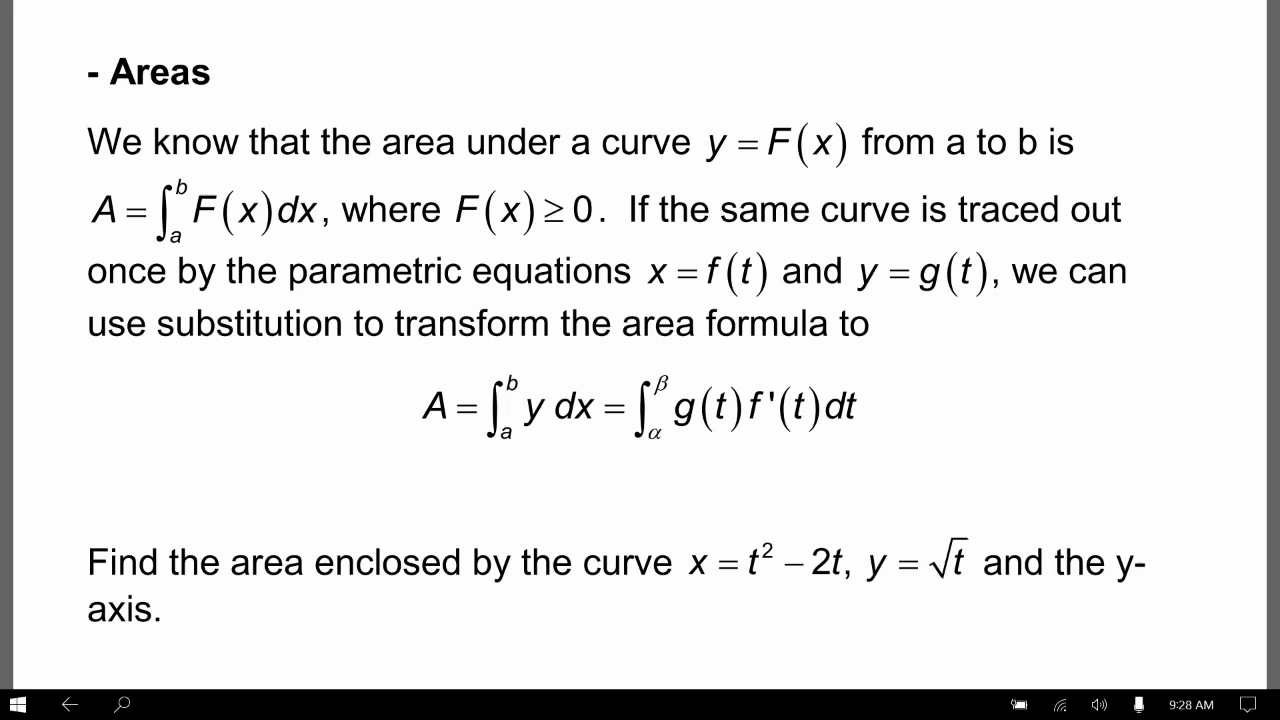 - Areas
We know that the area under a curve y = F(x) from a to b is
A = ∫_a^b F(x)dx, where F(x) ≥ 0. If the same curve is traced out
once by the parametric equations x = f(t) and y = g(t), we can
use substitution to transform the area formula to
A = ∫_a^b y dx = ∫_α^β g(t) f '(t) dt
Find the area enclosed by the curve x = t² − 2t, y = √t and the y-
axis.
9:28 AM